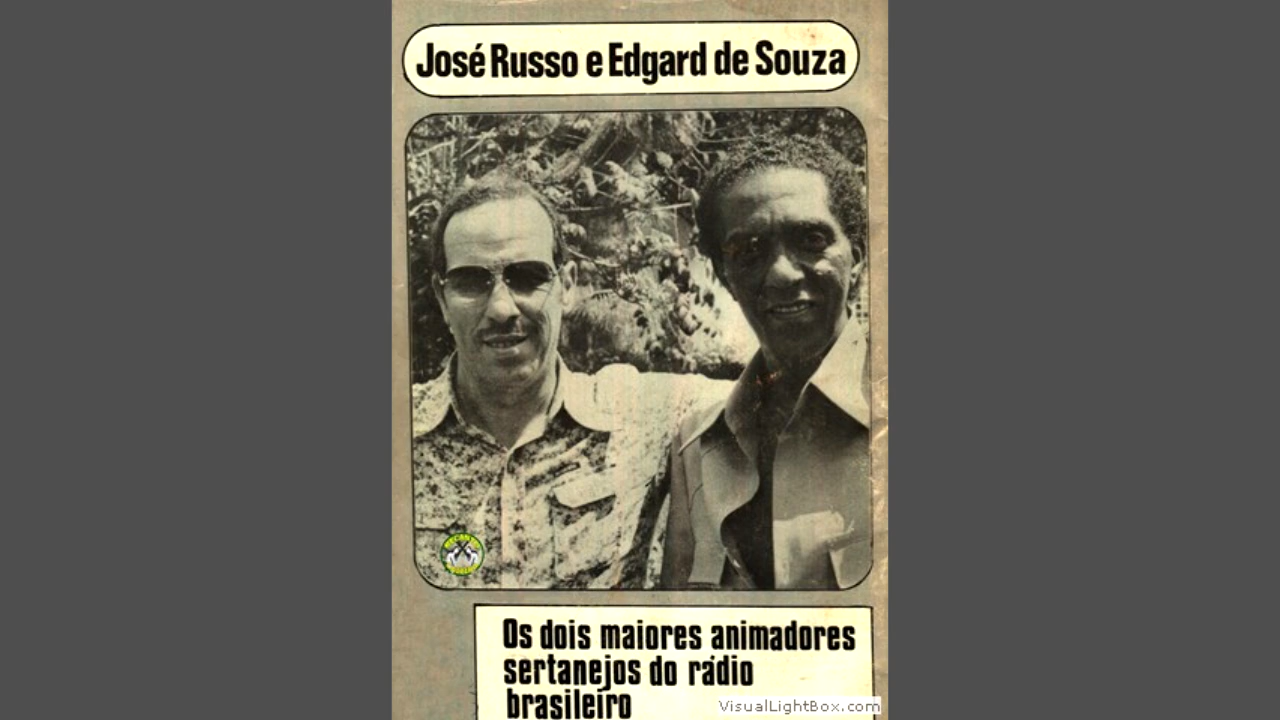 José Russo e Edgard de Souza
Os dois maiores animadores
sertanejos do rádio
brasileiro
VisualLightBox.com